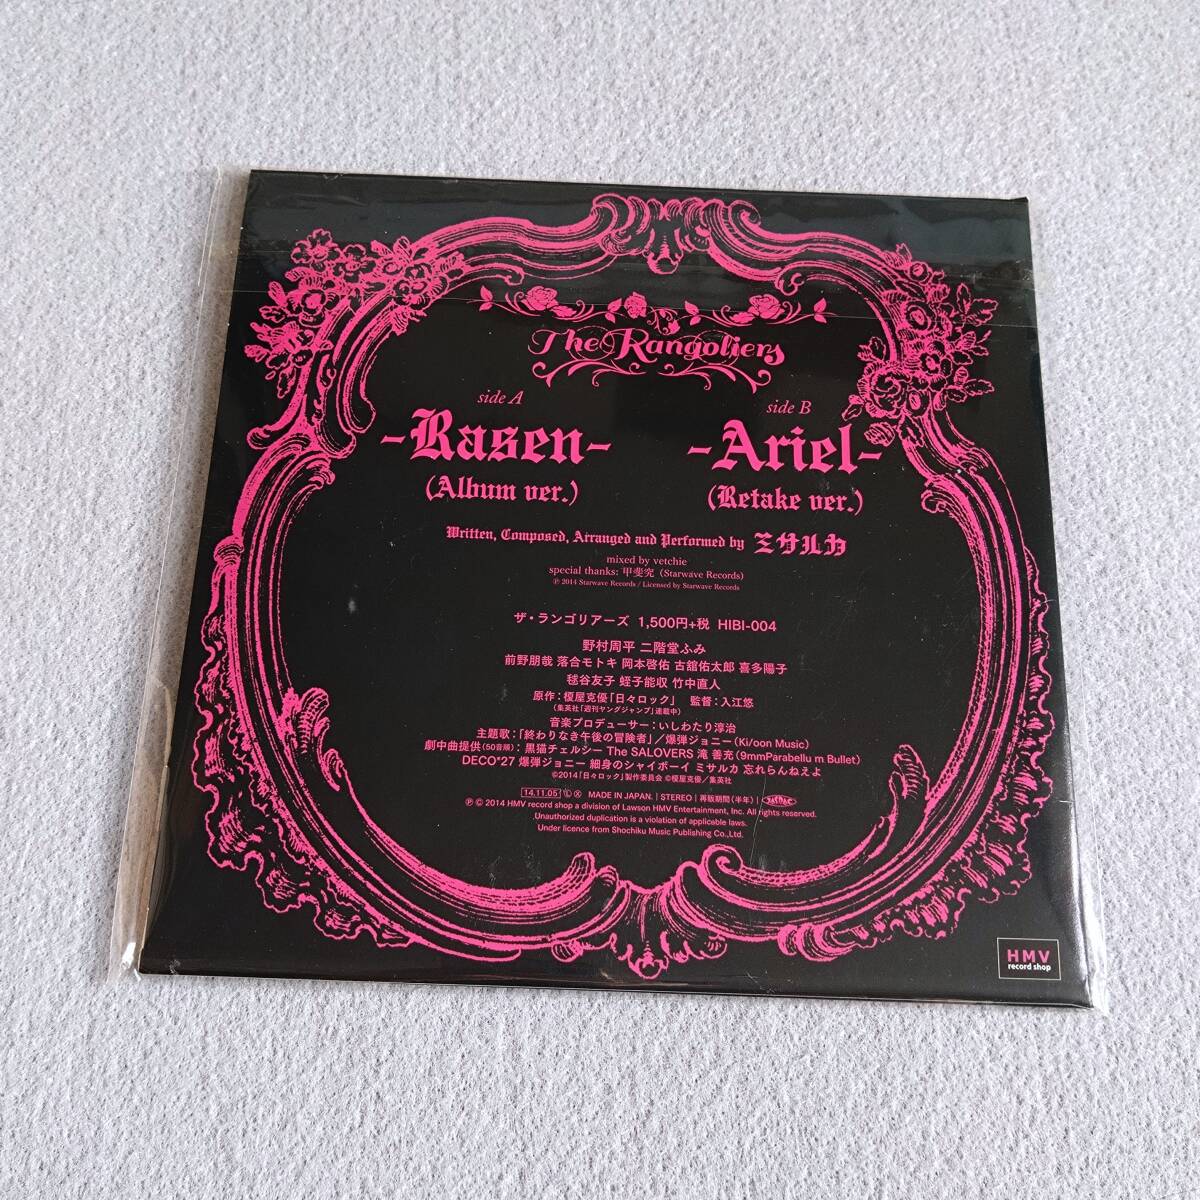 The Rangoliers
side A
-Rasen-
(Album ver.)
side B
-Ariel-
(Retake ver.)
Written, Composed, Arranged and Performed by ミサルカ
mixed by vetchie
special thanks: 甲斐究 (Starwave Records)
℗ 2014 Starwave Records / Licensed by Starwave Records
ザ・ランゴリアーズ 1,500円+税 HIBI-004
野村周平 二階堂ふみ
前野朋哉 落合モトキ 岡本啓佑 古舘佑太郎 喜多陽子
毬谷友子 蛭子能収 竹中直人
原作：榎屋克優「日々ロック」 監督：入江悠
（集英社「週刊ヤングジャンプ」連載中）
音楽プロデューサー：いしわたり淳治
主題歌：「終わりなき午後の冒険者」／爆弾ジョニー(Ki/oon Music)
劇中曲提供(50音順)：黒猫チェルシー The SALOVERS 滝 善充(9mmParabellu m Bullet)
DECO*27 爆弾ジョニー 細身のシャイボーイ ミサルカ 忘れらんねえよ
©2014「日々ロック」製作委員会 ©榎屋克優／集英社
14.11.05 Ⓛ Ⓧ MADE IN JAPAN. | STEREO | 再販期間(半年) | JASRAC
℗ © 2014 HMV record shop a division of Lawson HMV Entertainment, Inc. All rights reserved.
Unauthorized duplication is a violation of applicable laws.
Under licence from Shochiku Music Publishing Co.,Ltd.
HMV
record shop